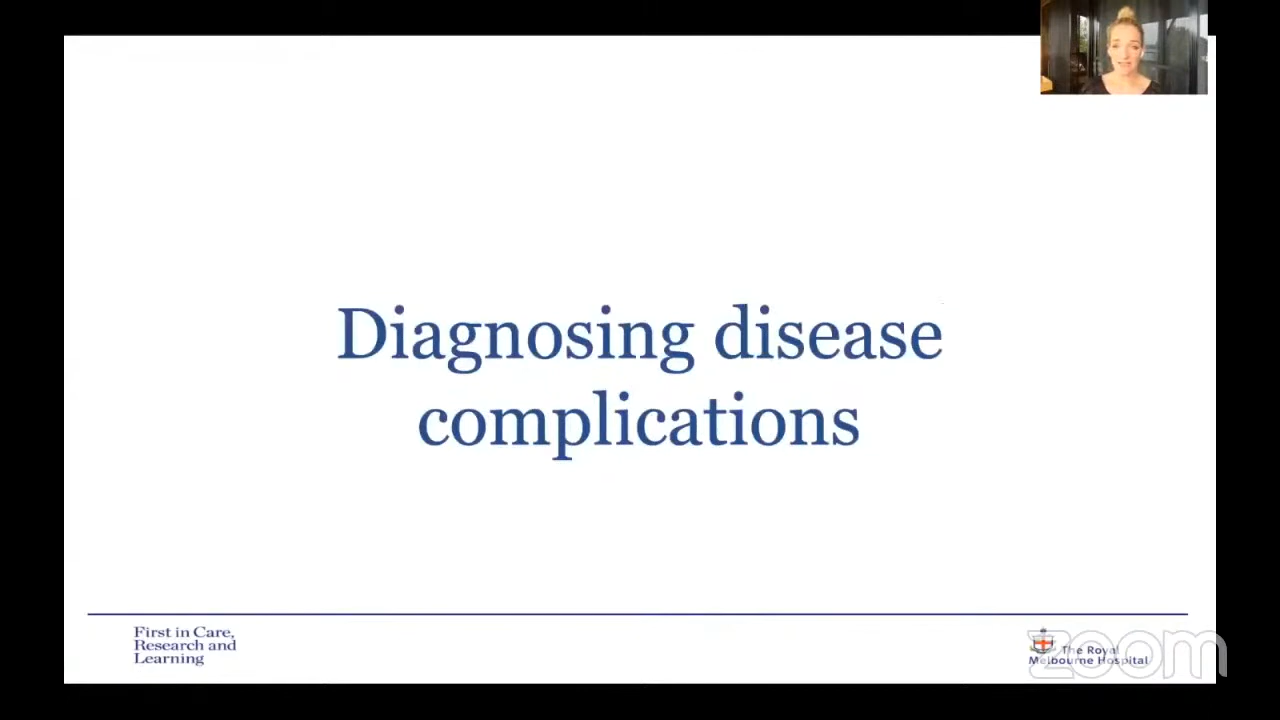 Diagnosing disease
complications
First in Care,
Research and
Learning
The Royal
Melbourne Hospital
zoom